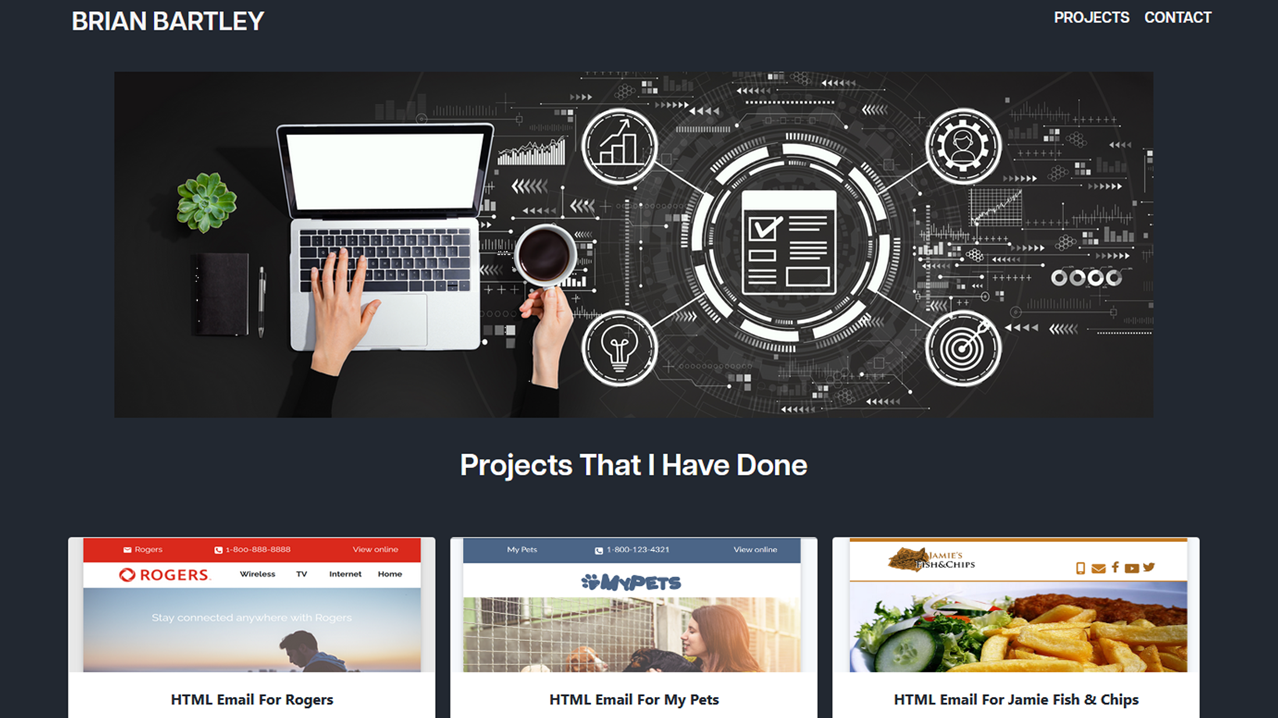 BRIAN BARTLEY
PROJECTS CONTACT
Projects That I Have Done
Rogers 1-800-888-8888 View online
ROGERS Wireless TV Internet Home
Stay connected anywhere with Rogers
HTML Email For Rogers
My Pets 1-800-123-4321 View online
MYPETS
HTML Email For My Pets
JAMIE'S
FISH&CHIPS
HTML Email For Jamie Fish & Chips